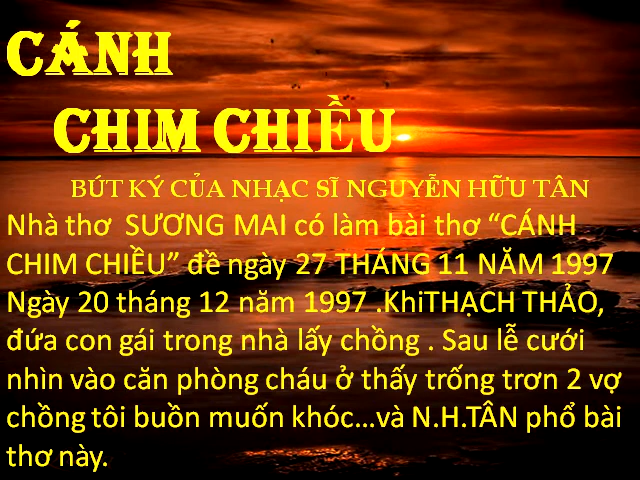 CÁNH
CHIM CHIỀU
BÚT KÝ CỦA NHẠC SĨ NGUYỄN HỮU TÂN
Nhà thơ SƯƠNG MAI có làm bài thơ “CÁNH
CHIM CHIỀU” đề ngày 27 THÁNG 11 NĂM 1997
Ngày 20 tháng 12 năm 1997 .KhiTHẠCH THẢO,
đứa con gái trong nhà lấy chồng . Sau lễ cưới
nhìn vào căn phòng cháu ở thấy trống trơn 2 vợ
chồng tôi buồn muốn khóc…và N.H.TÂN phổ bài
thơ này.